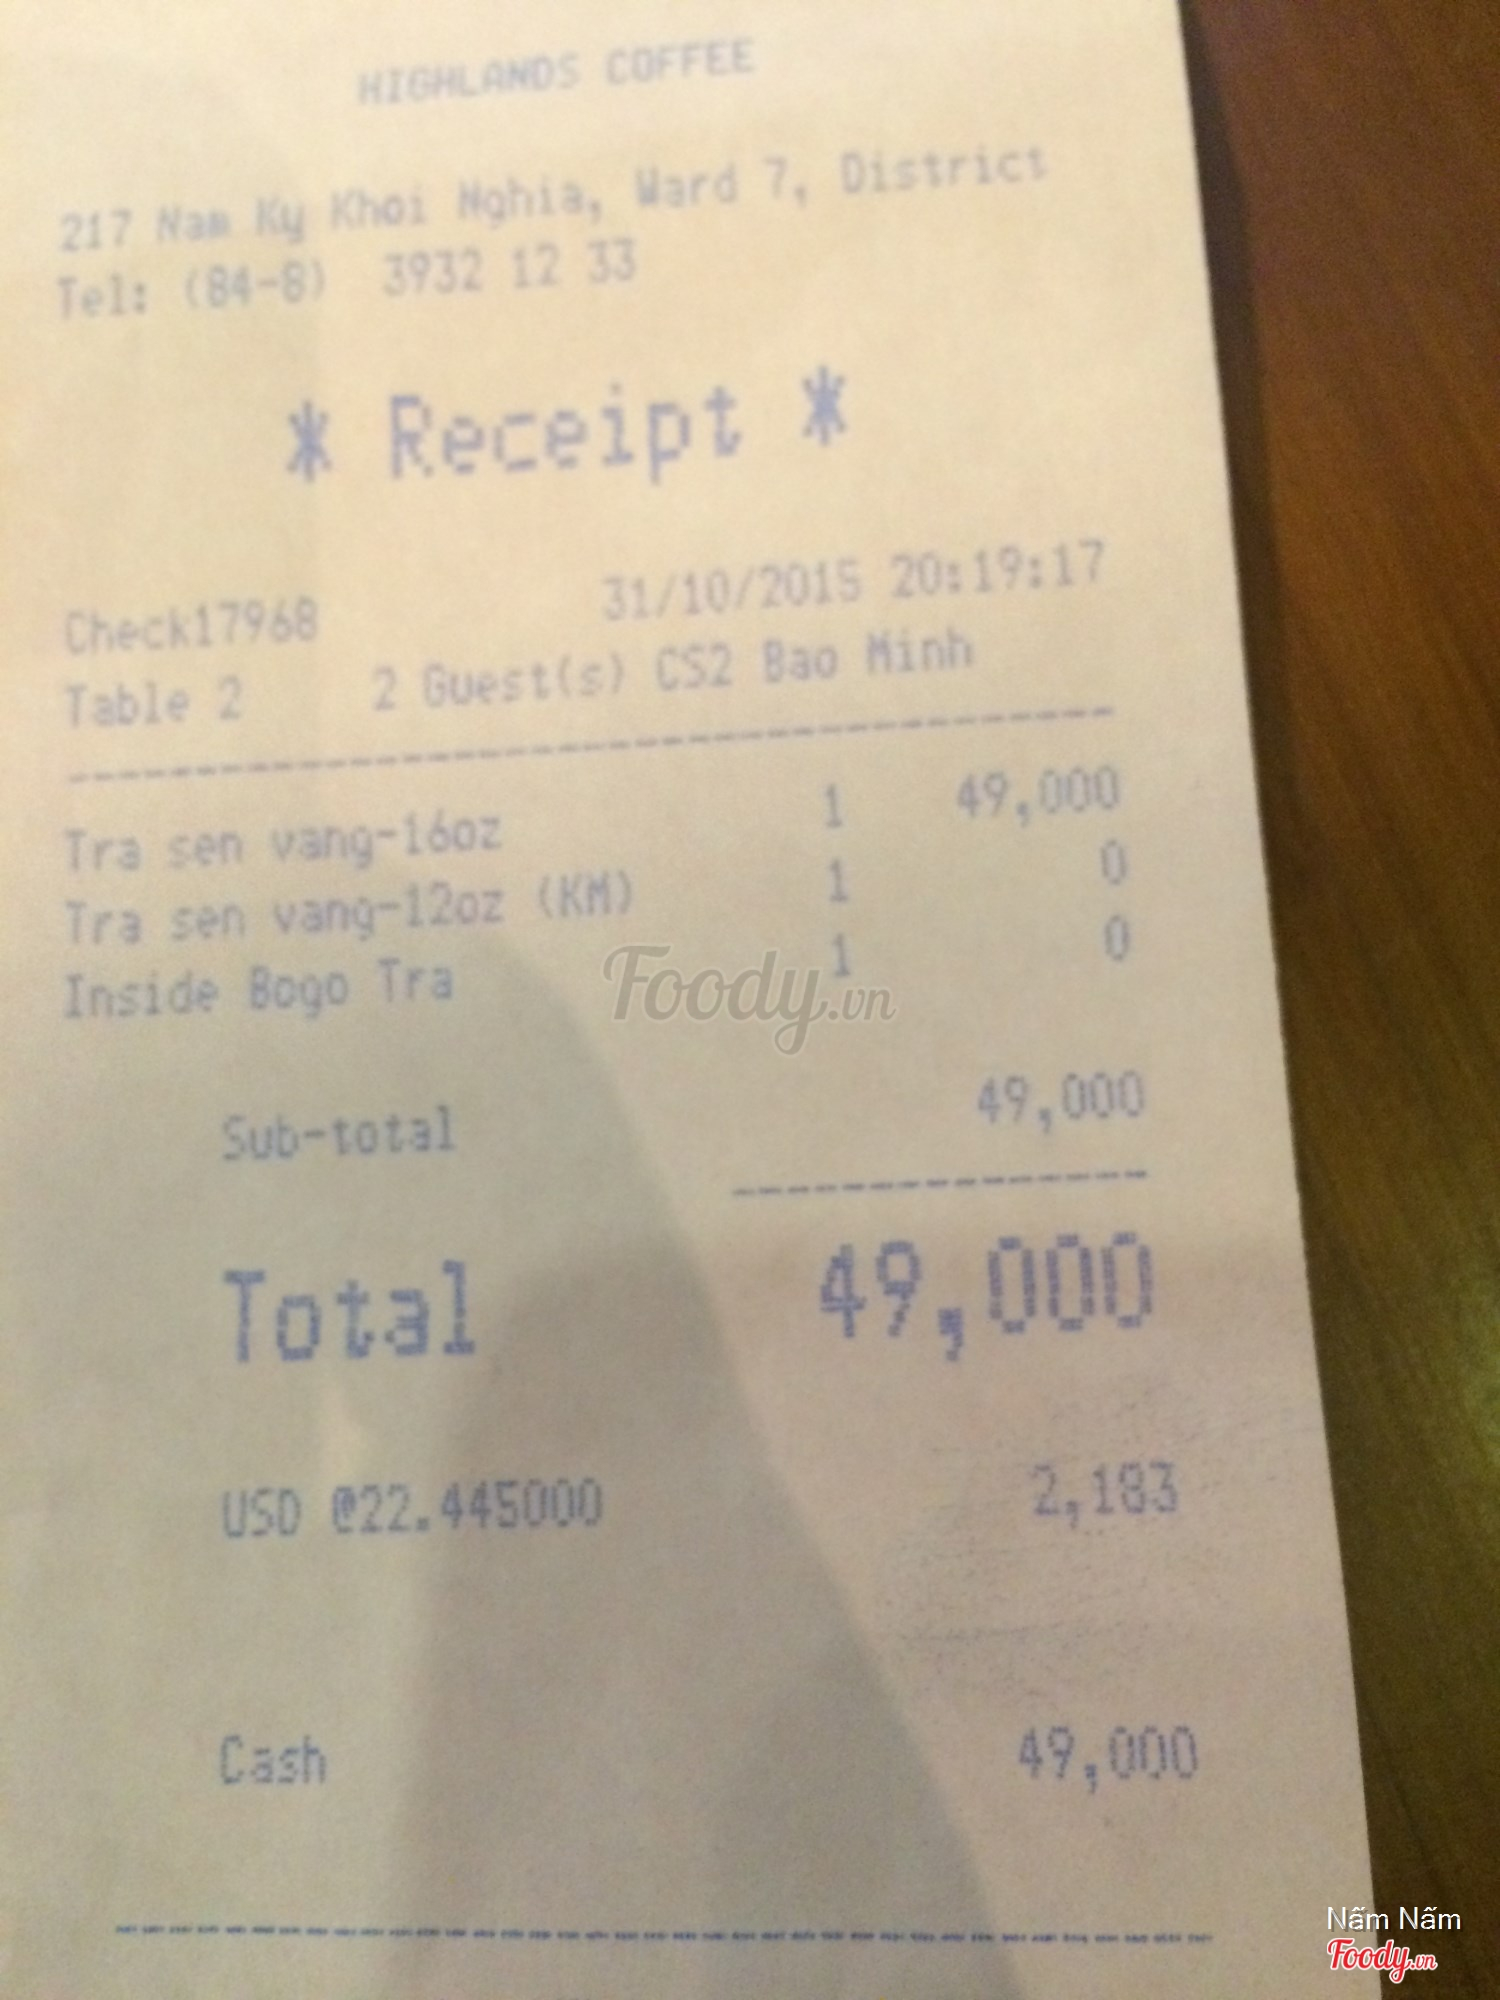 HIGHLANDS COFFEE
217 Nam Ky Khoi Nghia, Ward 7, District
Tel: (84-8) 3932 12 33
* Receipt *
Check17968 31/10/2015 20:19:17
Table 2 2 Guest(s) CS2 Bao Minh
Tra sen vang-16oz 1 49,000
Tra sen vang-12oz (KM) 1 0
Inside Bogo Tra 1 0
Foody.vn
Sub-total 49,000
Total 49,000
USD @22.445000 2,183
Cash 49,000
Nấm Nấm
Foody.vn